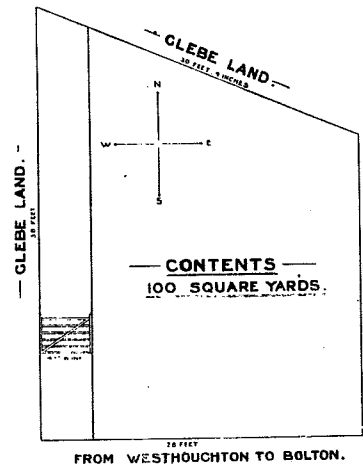 GLEBE LAND.
30 FEET, 9 INCHES
N
W E
S
GLEBE LAND.
38 FEET
CONTENTS
100 SQUARE YARDS.
28 FEET
FROM WESTHOUGHTON TO BOLTON.